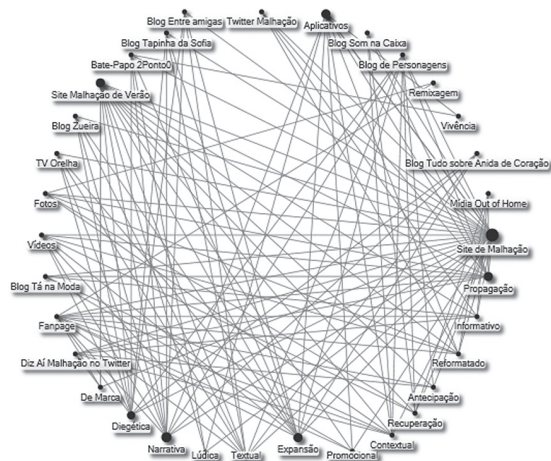 Blog Entre amigas
Twitter Malhação
Aplicativos
Blog Tapinha da Sofia
Blog Som na Caixa
Bate-Papo 2Ponto0
Blog de Personagens
Site Malhação de Verão
Remixagem
Blog Zueira
Vivência
TV Orelha
Blog Tudo sobre Anida de Coração
Fotos
Mídia Out of Home
Vídeos
Site de Malhação
Blog Tá na Moda
Propagação
Fanpage
Informativo
Diz Aí Malhação no Twitter
Reformatado
De Marca
Antecipação
Diegética
Recuperação
Narrativa
Expansão
Contextual
Lúdica
Textual
Promocional